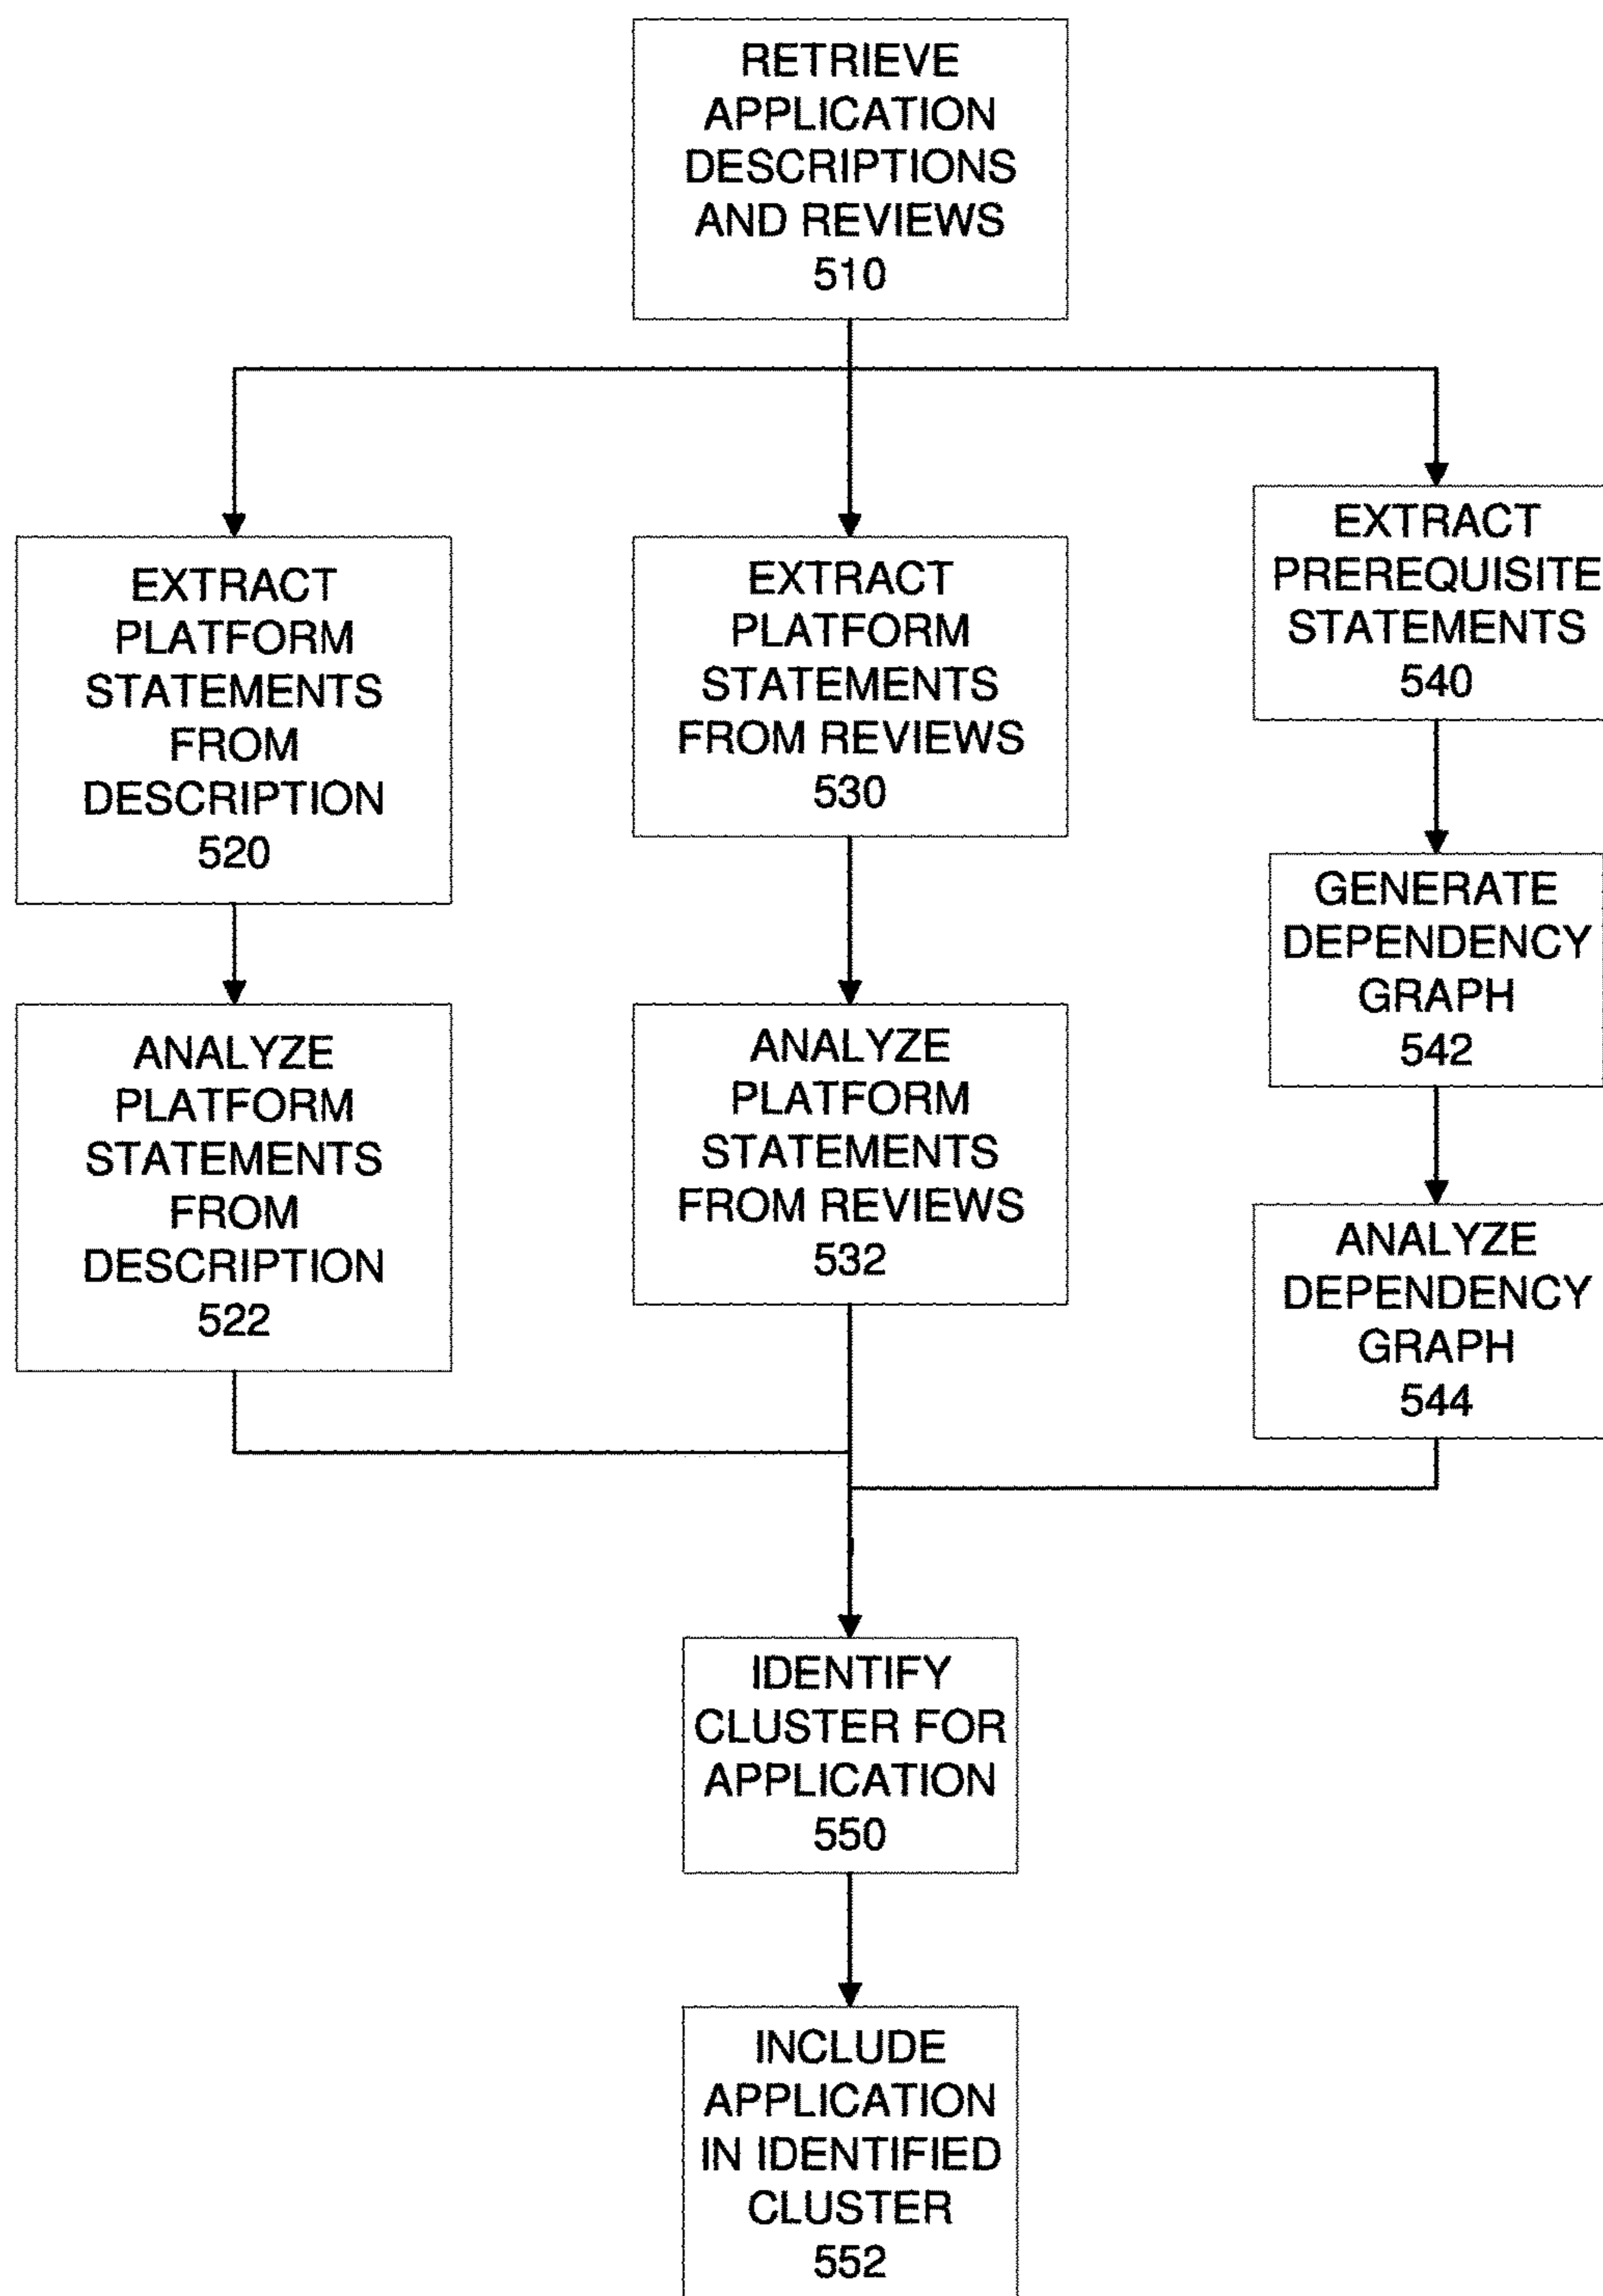 RETRIEVE
APPLICATION
DESCRIPTIONS
AND REVIEWS
510
EXTRACT
PLATFORM
STATEMENTS
FROM
DESCRIPTION
520
EXTRACT
PLATFORM
STATEMENTS
FROM REVIEWS
530
EXTRACT
PREREQUISITE
STATEMENTS
540
GENERATE
DEPENDENCY
GRAPH
542
ANALYZE
PLATFORM
STATEMENTS
FROM
DESCRIPTION
522
ANALYZE
PLATFORM
STATEMENTS
FROM REVIEWS
532
ANALYZE
DEPENDENCY
GRAPH
544
IDENTIFY
CLUSTER FOR
APPLICATION
550
INCLUDE
APPLICATION
IN IDENTIFIED
CLUSTER
552